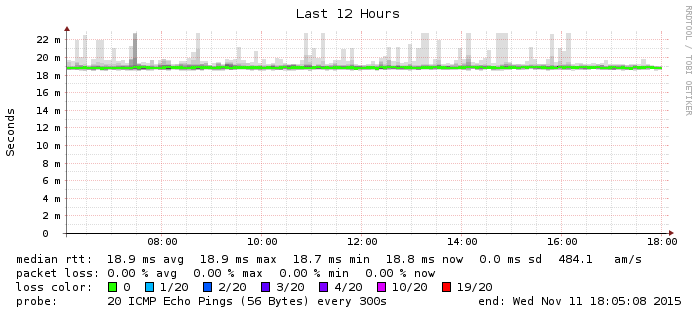 Last 12 Hours
RRDTOOL / TOBI OETIKER
Seconds
22 m
20 m
18 m
16 m
14 m
12 m
10 m
8 m
6 m
4 m
2 m
0
08:00 10:00 12:00 14:00 16:00 18:00
median rtt: 18.9 ms avg 18.9 ms max 18.7 ms min 18.8 ms now 0.0 ms sd 484.1 am/s
packet loss: 0.00 % avg 0.00 % max 0.00 % min 0.00 % now
loss color: 0 1/20 2/20 3/20 4/20 10/20 19/20
probe: 20 ICMP Echo Pings (56 Bytes) every 300s end: Wed Nov 11 18:05:08 2015